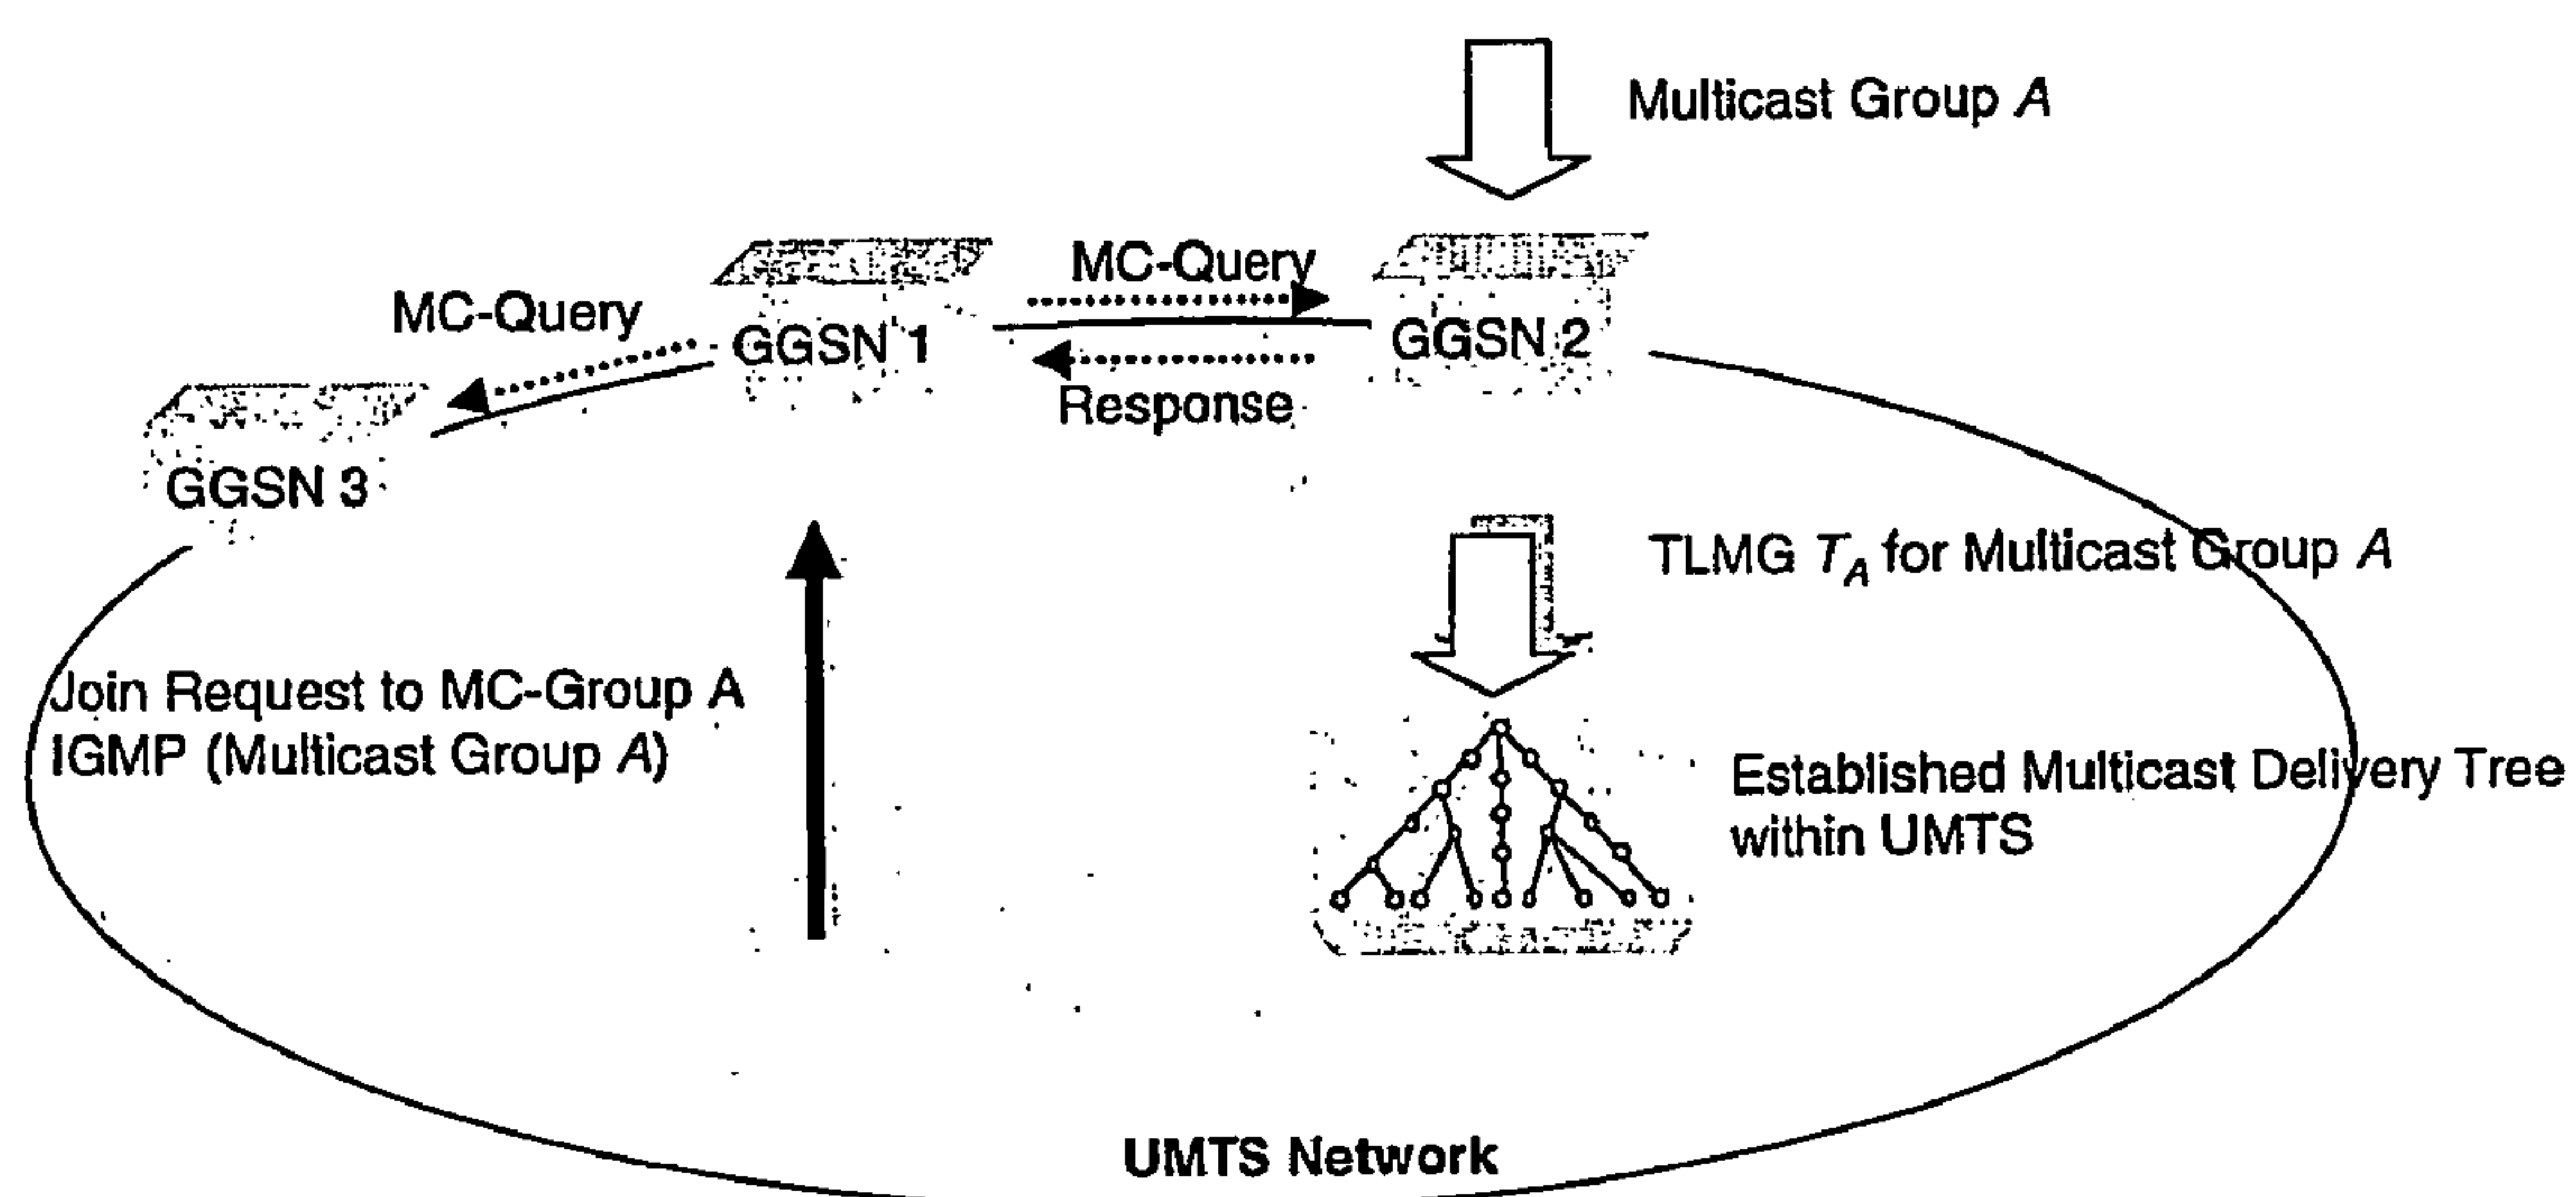 Multicast Group A
MC-Query
MC-Query
GGSN 1
GGSN 2
Response
GGSN 3
TLMG TA for Multicast Group A
Join Request to MC-Group A
IGMP (Multicast Group A)
Established Multicast Delivery Tree
within UMTS
UMTS Network